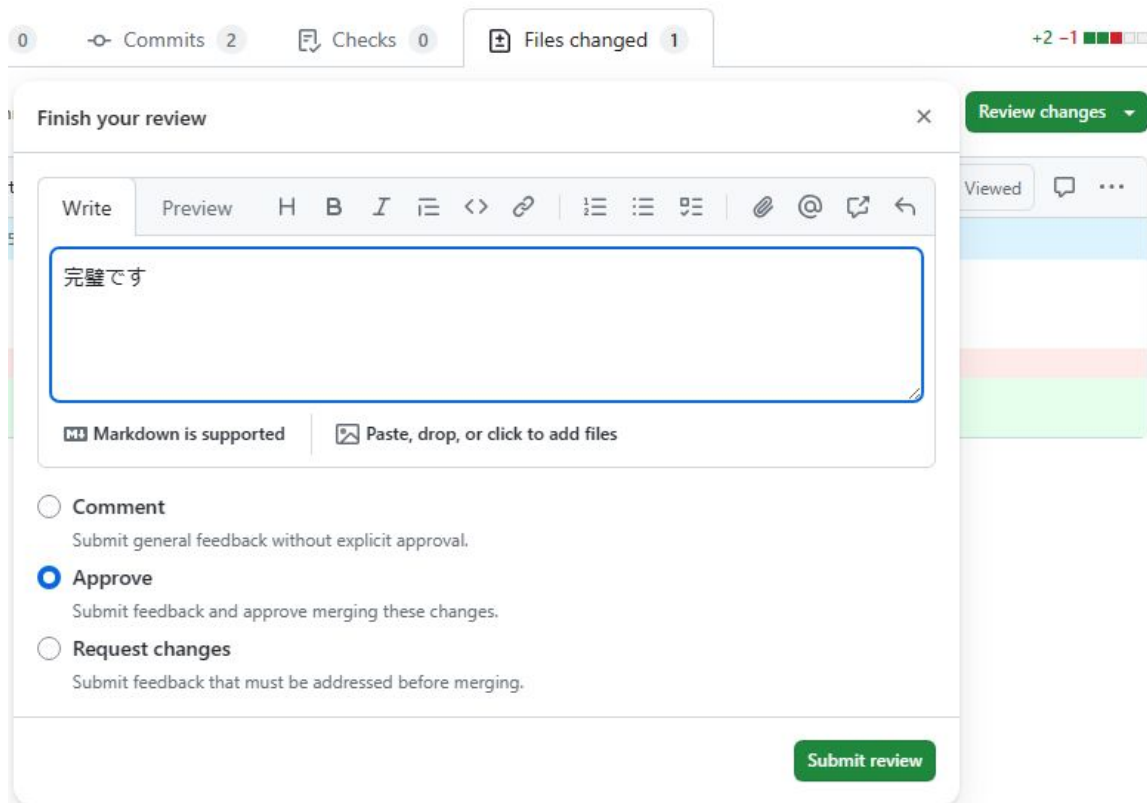 0 Commits 2 Checks 0 Files changed 1 +2 −1
Finish your review
Review changes
Write Preview
Viewed
完璧です
Markdown is supported Paste, drop, or click to add files
Comment
Submit general feedback without explicit approval.
Approve
Submit feedback and approve merging these changes.
Request changes
Submit feedback that must be addressed before merging.
Submit review